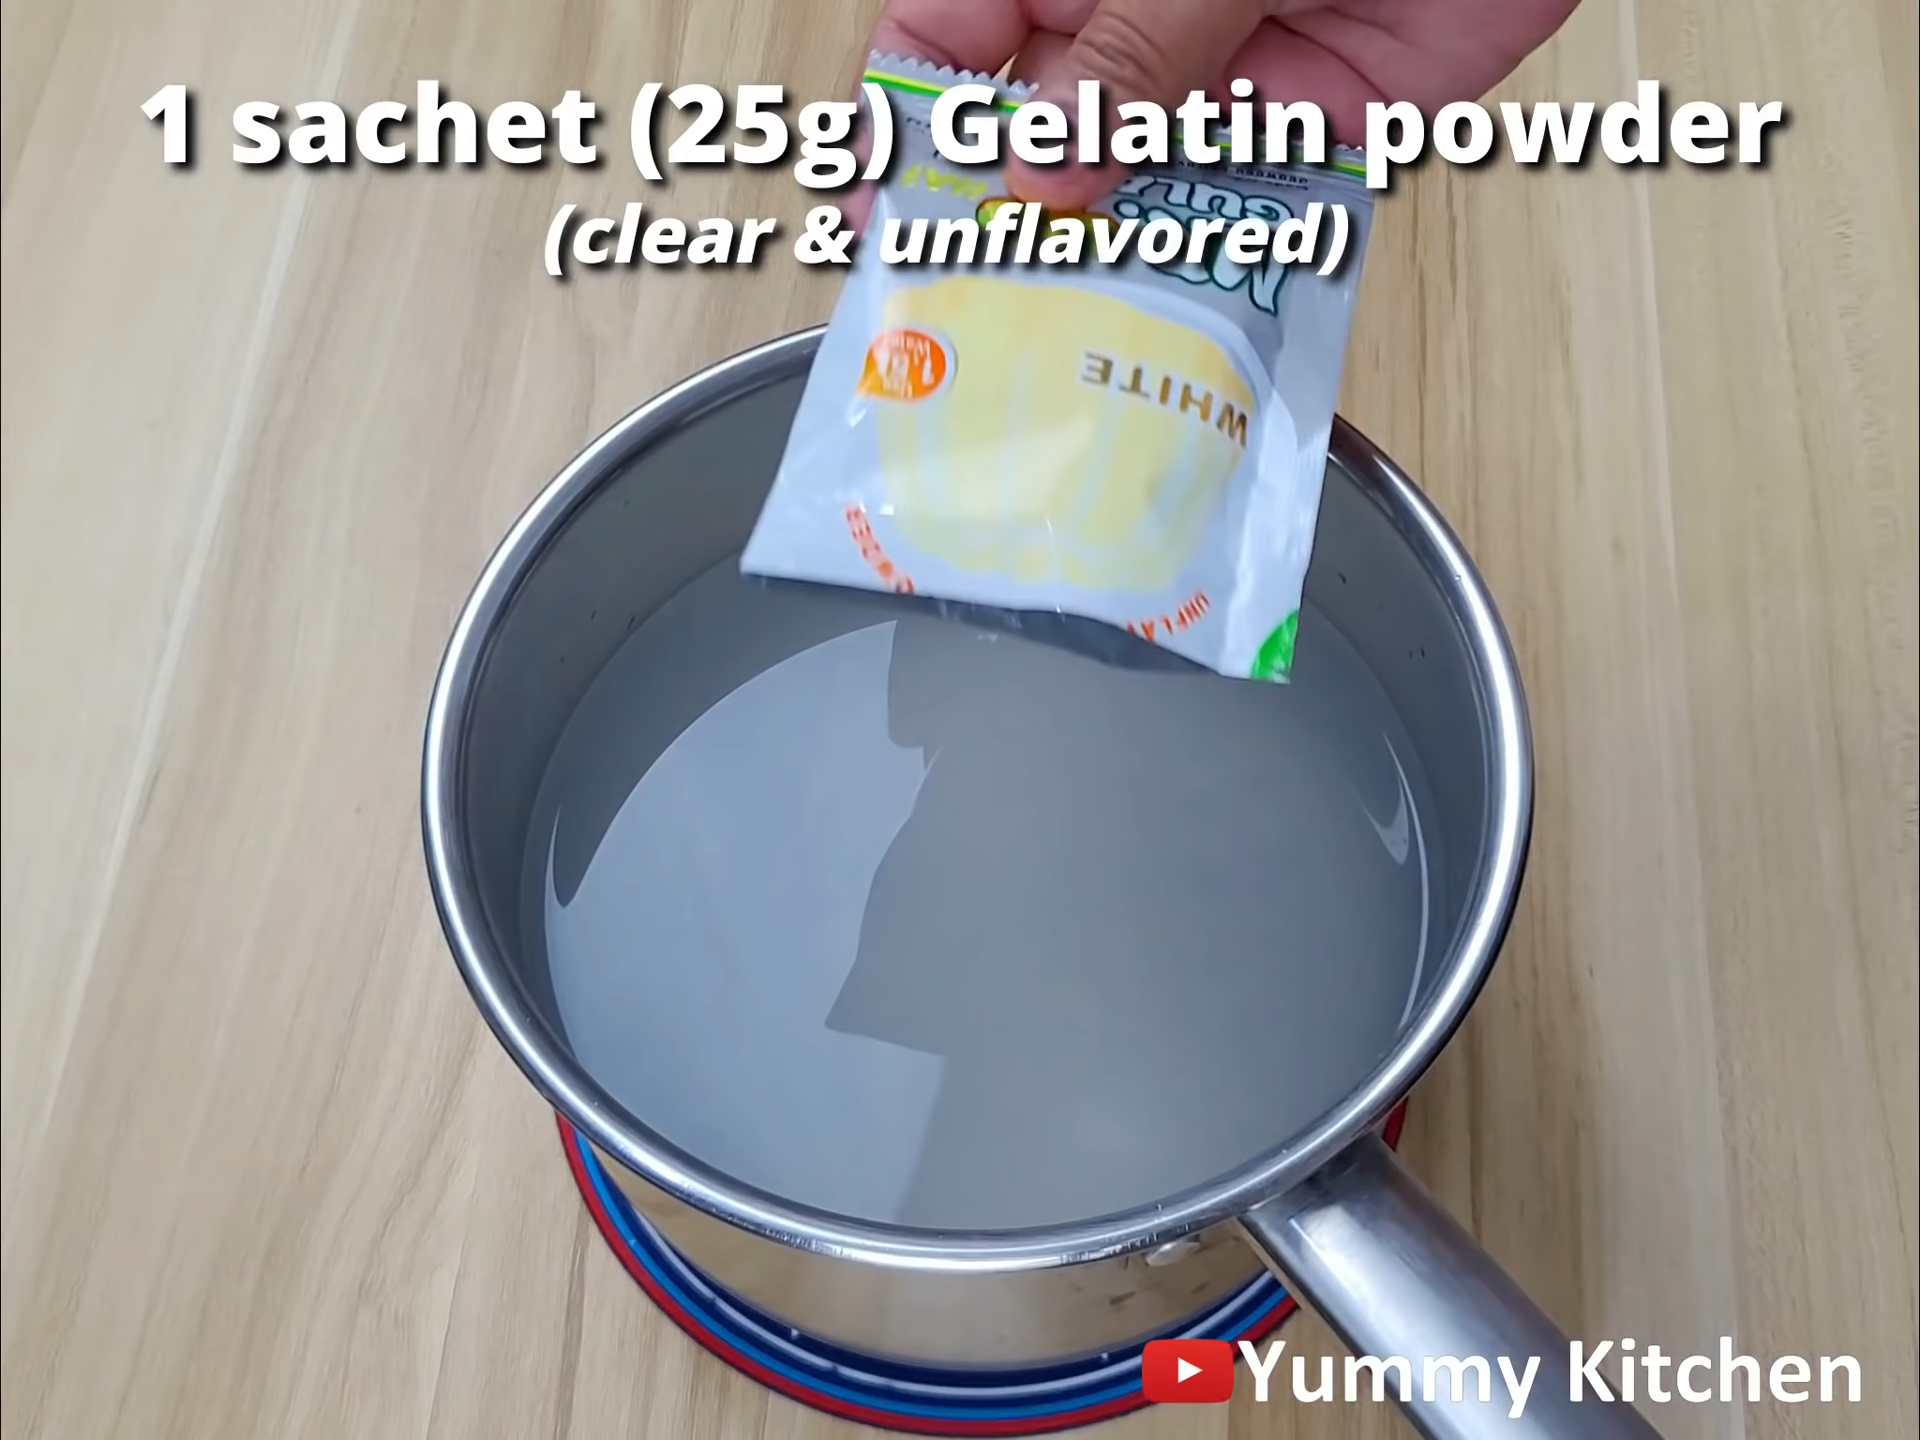 1 sachet (25g) Gelatin powder
(clear & unflavored)
WHITE
Yummy Kitchen